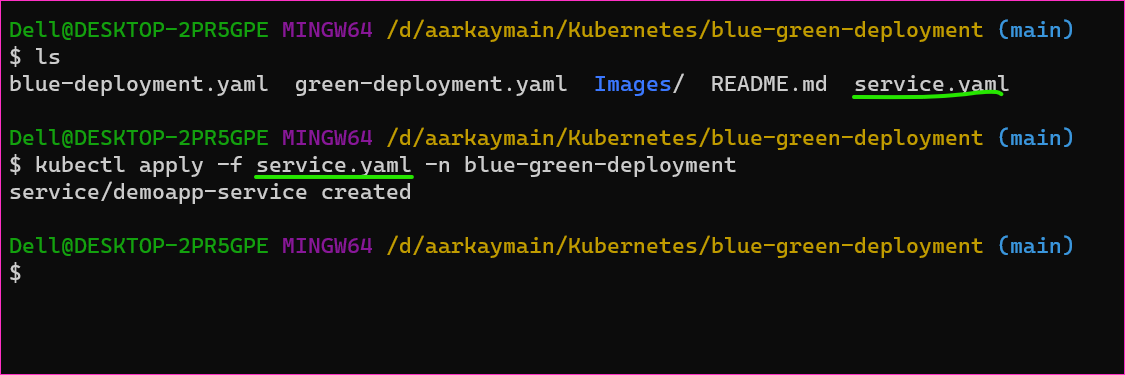 Dell@DESKTOP-2PR5GPE MINGW64 /d/aarkaymain/Kubernetes/blue-green-deployment (main)
$ ls
blue-deployment.yaml  green-deployment.yaml  Images/  README.md  service.yaml
Dell@DESKTOP-2PR5GPE MINGW64 /d/aarkaymain/Kubernetes/blue-green-deployment (main)
$ kubectl apply -f service.yaml -n blue-green-deployment
service/demoapp-service created
Dell@DESKTOP-2PR5GPE MINGW64 /d/aarkaymain/Kubernetes/blue-green-deployment (main)
$